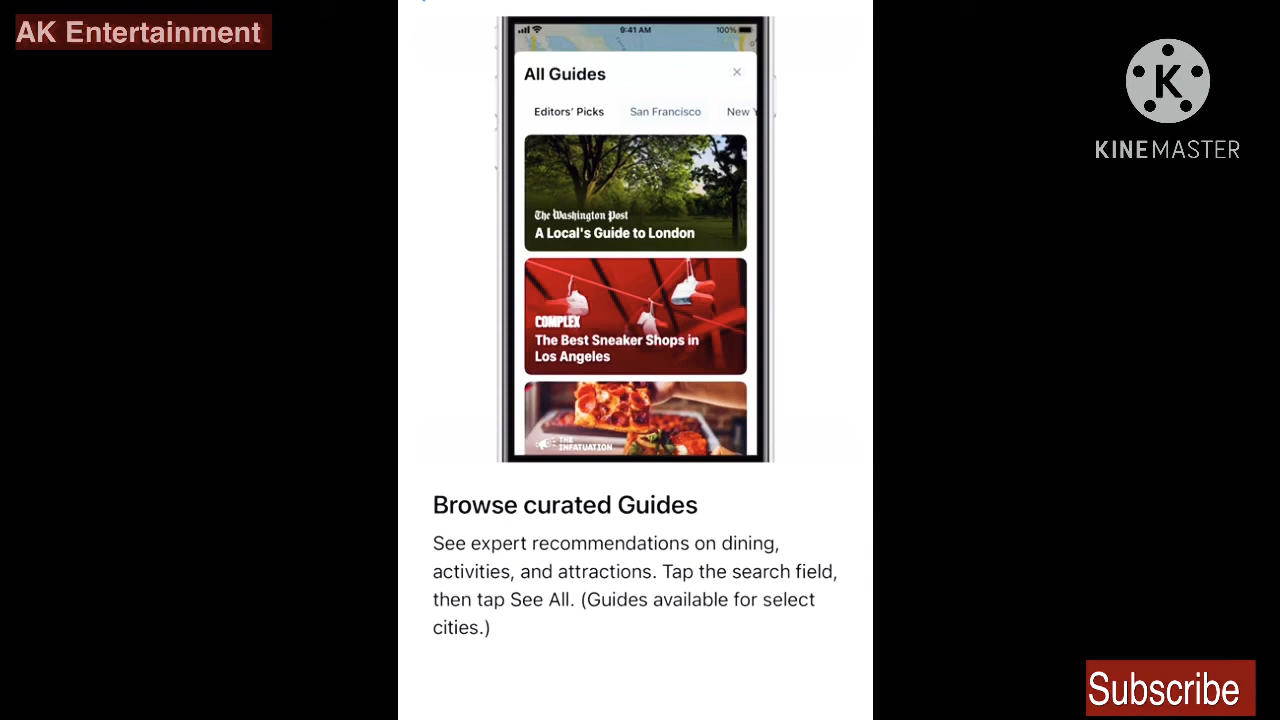 AK Entertainment
9:41 AM
100%
All Guides
Editors' Picks
San Francisco
New
The Washington Post
A Local's Guide to London
COMPLEX
The Best Sneaker Shops in
Los Angeles
THE
INFATUATION
K
KINEMASTER
Browse curated Guides
See expert recommendations on dining,
activities, and attractions. Tap the search field,
then tap See All. (Guides available for select
cities.)
Subscribe